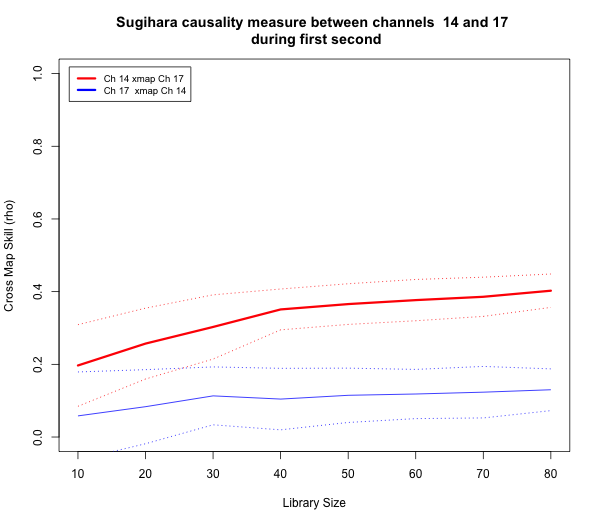 Sugihara causality measure between channels  14 and 17
during first second
Ch 14 xmap Ch 17
Ch 17  xmap Ch 14
Cross Map Skill (rho)
1.0
0.8
0.6
0.4
0.2
0.0
10 20 30 40 50 60 70 80
Library Size